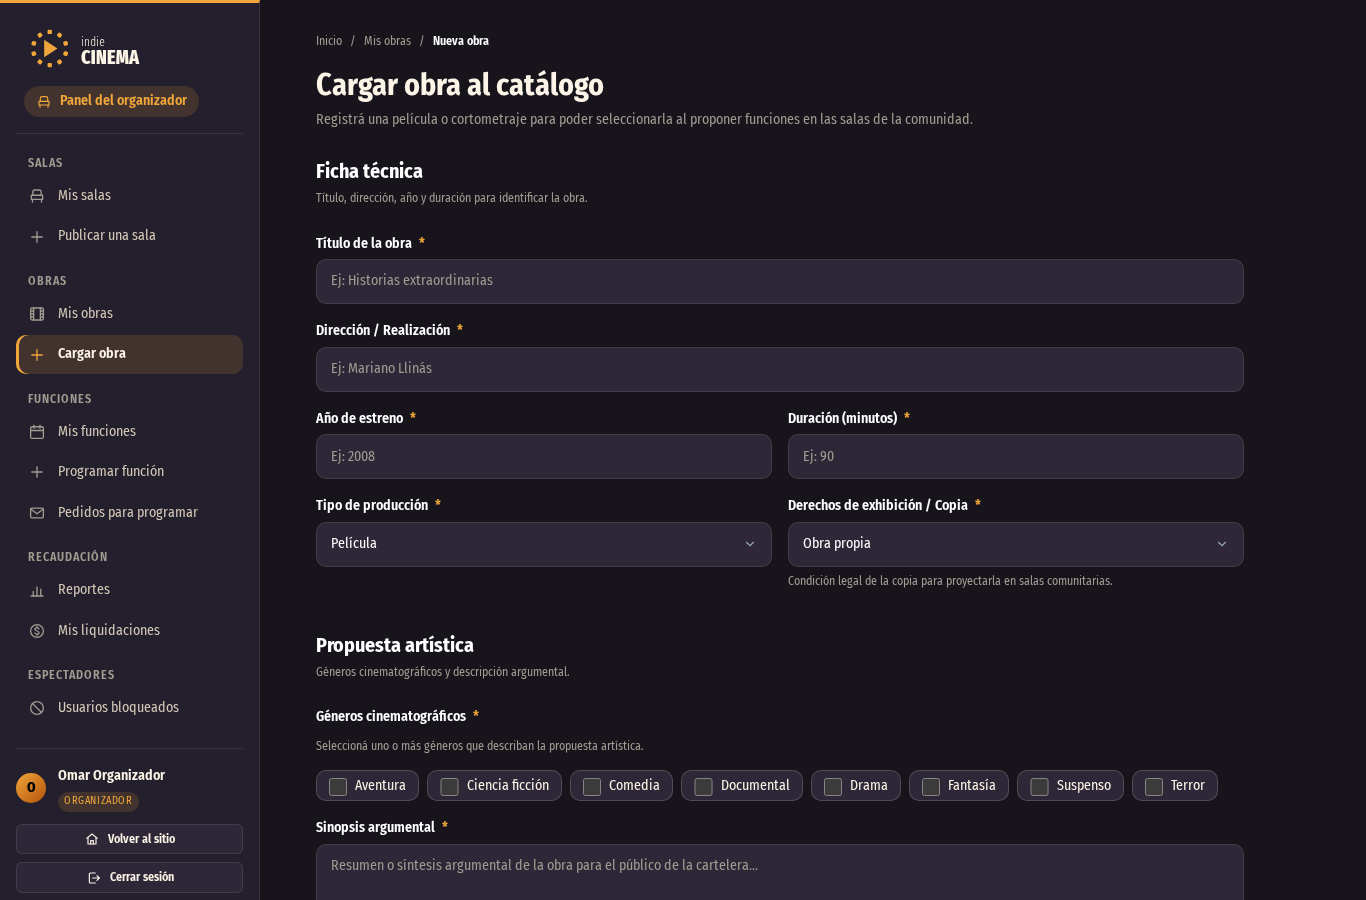 indie
CINEMA
Panel del organizador
SALAS
Mis salas
Publicar una sala
OBRAS
Mis obras
Cargar obra
FUNCIONES
Mis funciones
Programar función
Pedidos para programar
RECAUDACIÓN
Reportes
Mis liquidaciones
ESPECTADORES
Usuarios bloqueados
O
Omar Organizador
ORGANIZADOR
Volver al sitio
Cerrar sesión
Inicio / Mis obras / Nueva obra
Cargar obra al catálogo
Registrá una película o cortometraje para poder seleccionarla al proponer funciones en las salas de la comunidad.
Ficha técnica
Título, dirección, año y duración para identificar la obra.
Título de la obra *
Ej: Historias extraordinarias
Dirección / Realización *
Ej: Mariano Llinás
Año de estreno * Duración (minutos) *
Ej: 2008 Ej: 90
Tipo de producción * Derechos de exhibición / Copia *
Película Obra propia
Condición legal de la copia para proyectarla en salas comunitarias.
Propuesta artística
Géneros cinematográficos y descripción argumental.
Géneros cinematográficos *
Seleccioná uno o más géneros que describan la propuesta artística.
Aventura Ciencia ficción Comedia Documental Drama Fantasía Suspenso Terror
Sinopsis argumental *
Resumen o síntesis argumental de la obra para el público de la cartelera...